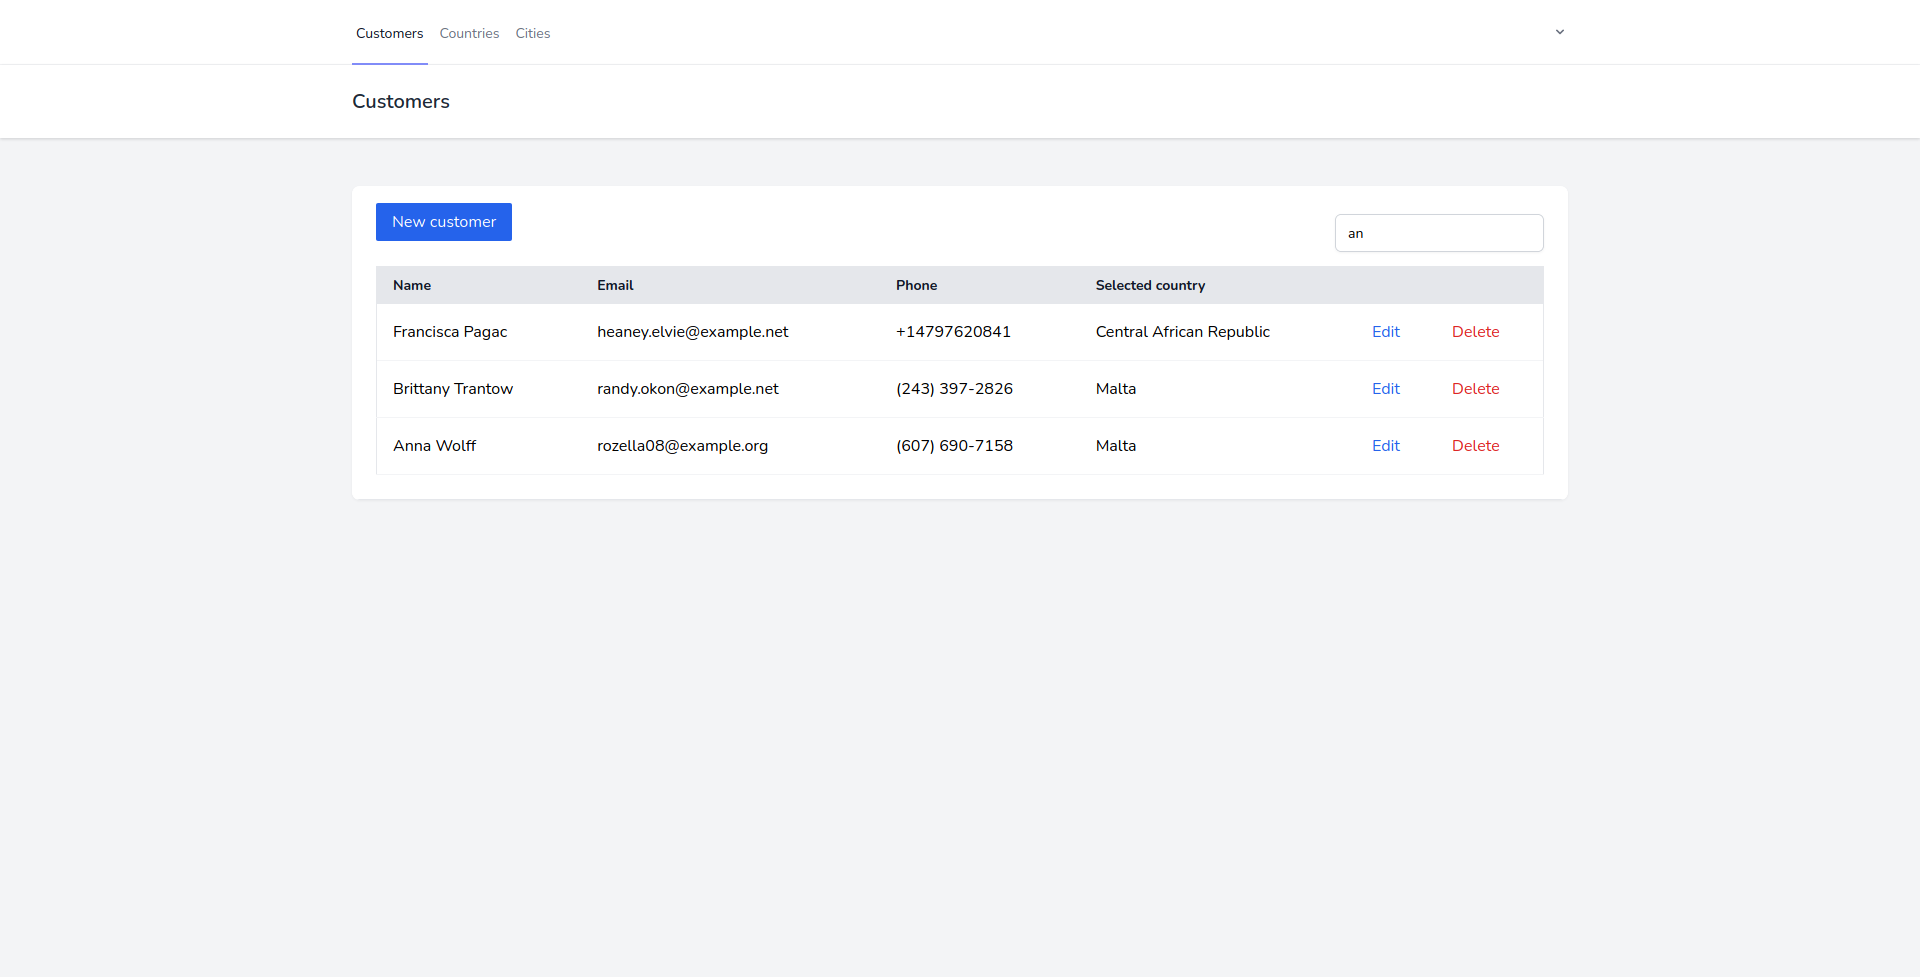 Customers Countries Cities
Customers
New customer
an
Name Email Phone Selected country
Francisca Pagac heaney.elvie@example.net +14797620841 Central African Republic Edit Delete
Brittany Trantow randy.okon@example.net (243) 397-2826 Malta Edit Delete
Anna Wolff rozella08@example.org (607) 690-7158 Malta Edit Delete